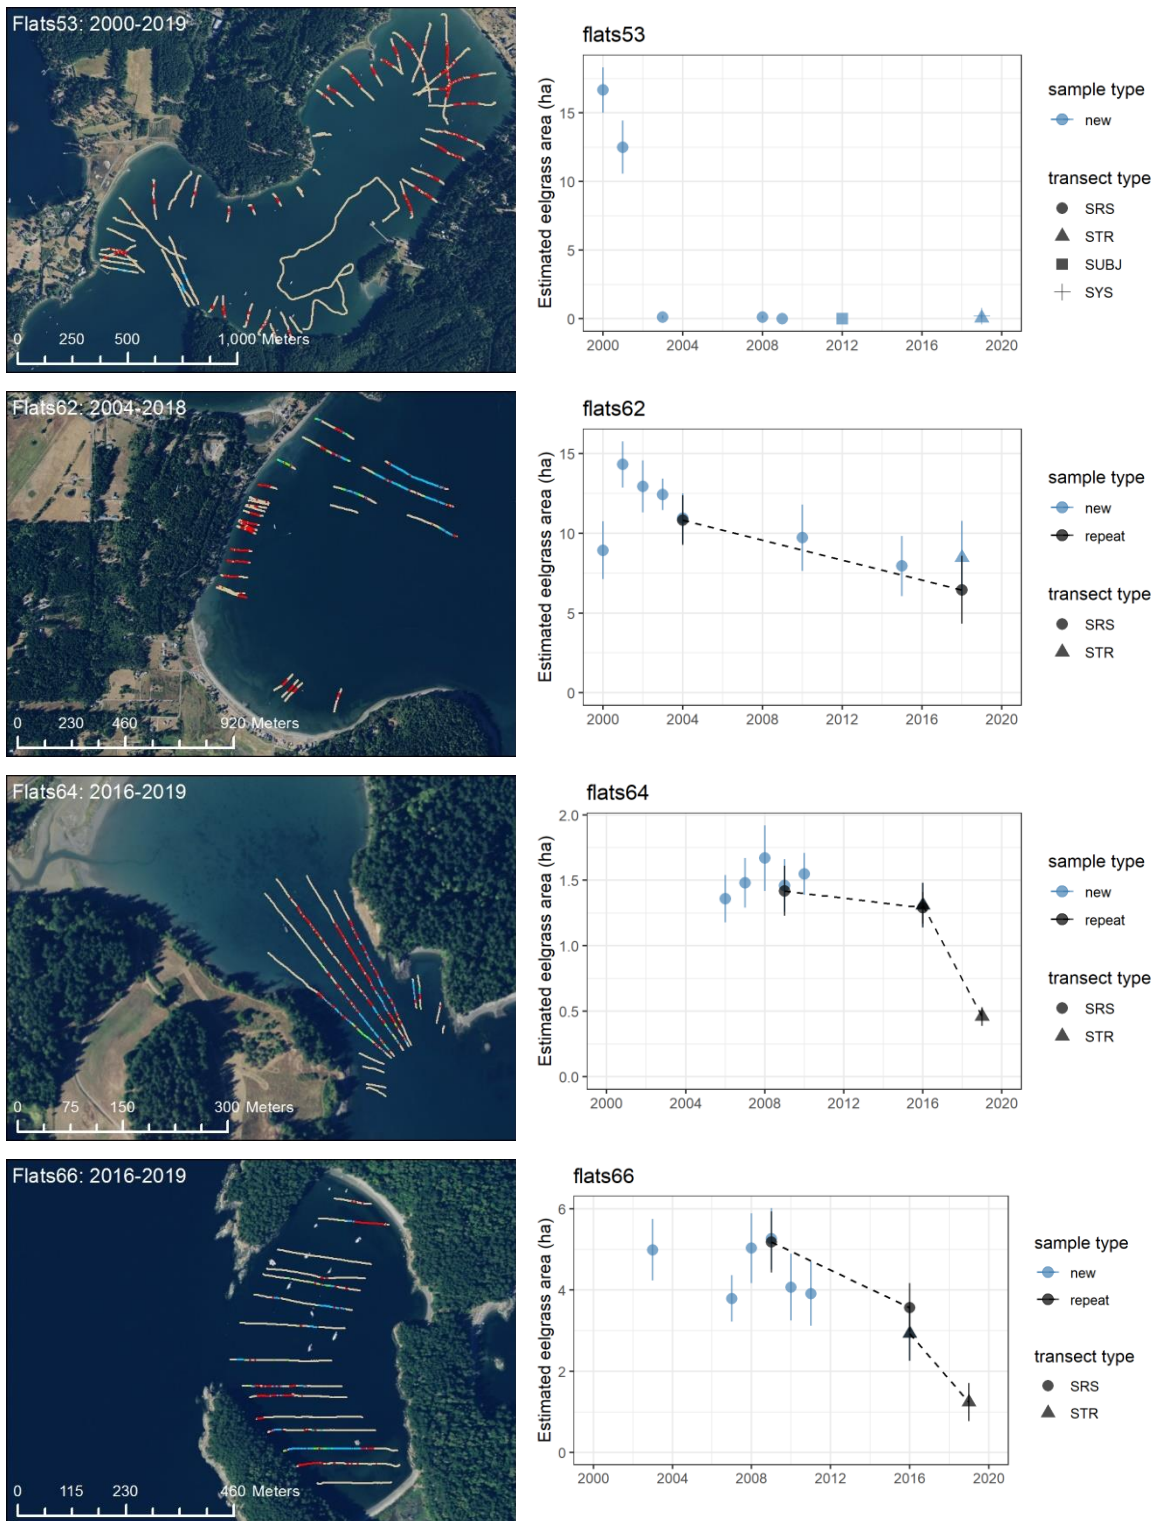 Flats53: 2000-2019
0 250 500 1,000 Meters
flats53
Estimated eelgrass area (ha)
15
10
5
0
2000 2004 2008 2012 2016 2020
sample type
new
transect type
SRS
STR
SUBJ
SYS
Flats62: 2004-2018
0 230 460 920 Meters
flats62
Estimated eelgrass area (ha)
15
10
5
0
2000 2004 2008 2012 2016 2020
sample type
new
repeat
transect type
SRS
STR
Flats64: 2016-2019
0 75 150 300 Meters
flats64
Estimated eelgrass area (ha)
2.0
1.5
1.0
0.5
0.0
2000 2004 2008 2012 2016 2020
sample type
new
repeat
transect type
SRS
STR
Flats66: 2016-2019
0 115 230 460 Meters
flats66
Estimated eelgrass area (ha)
6
4
2
0
2000 2004 2008 2012 2016 2020
sample type
new
repeat
transect type
SRS
STR